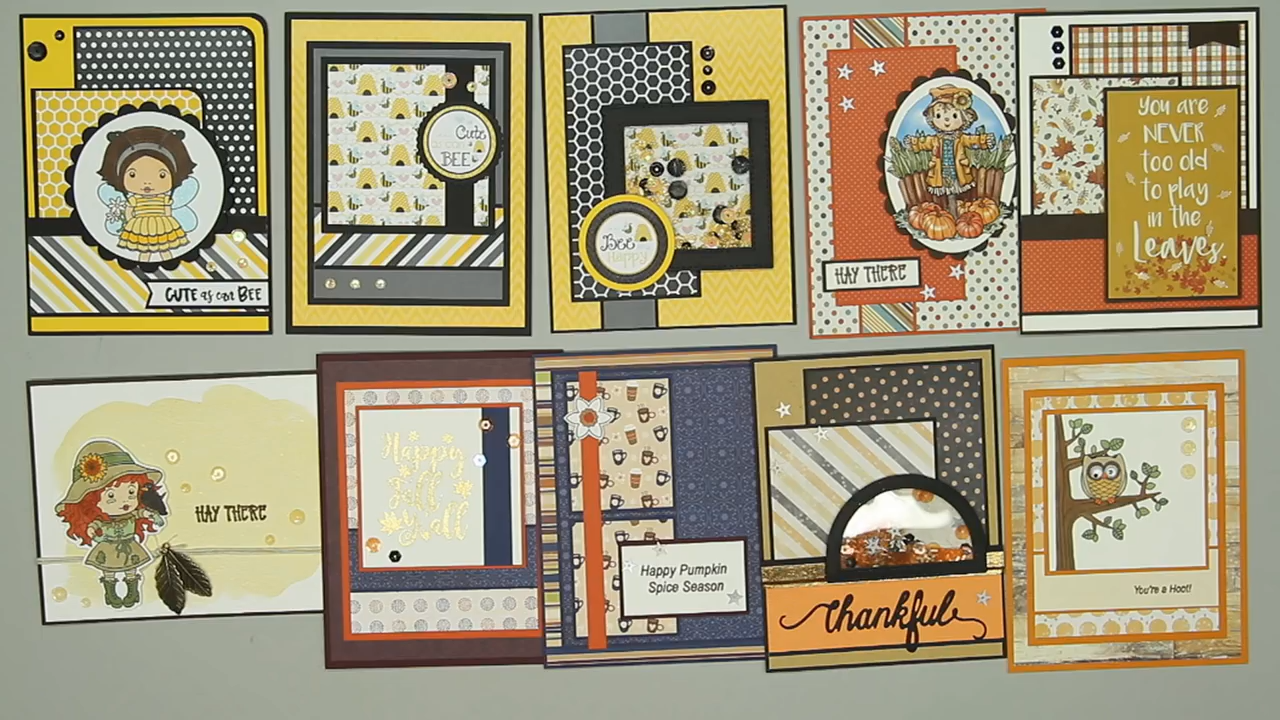 CUTE as can BEE
Cute
BEE
Bee
Happy
HAY THERE
you are
NEVER
too old
to play
in the
Leaves.
HAY THERE
Happy
Fall
Y'all
Happy Pumpkin
Spice Season
thankful
You're a Hoot!